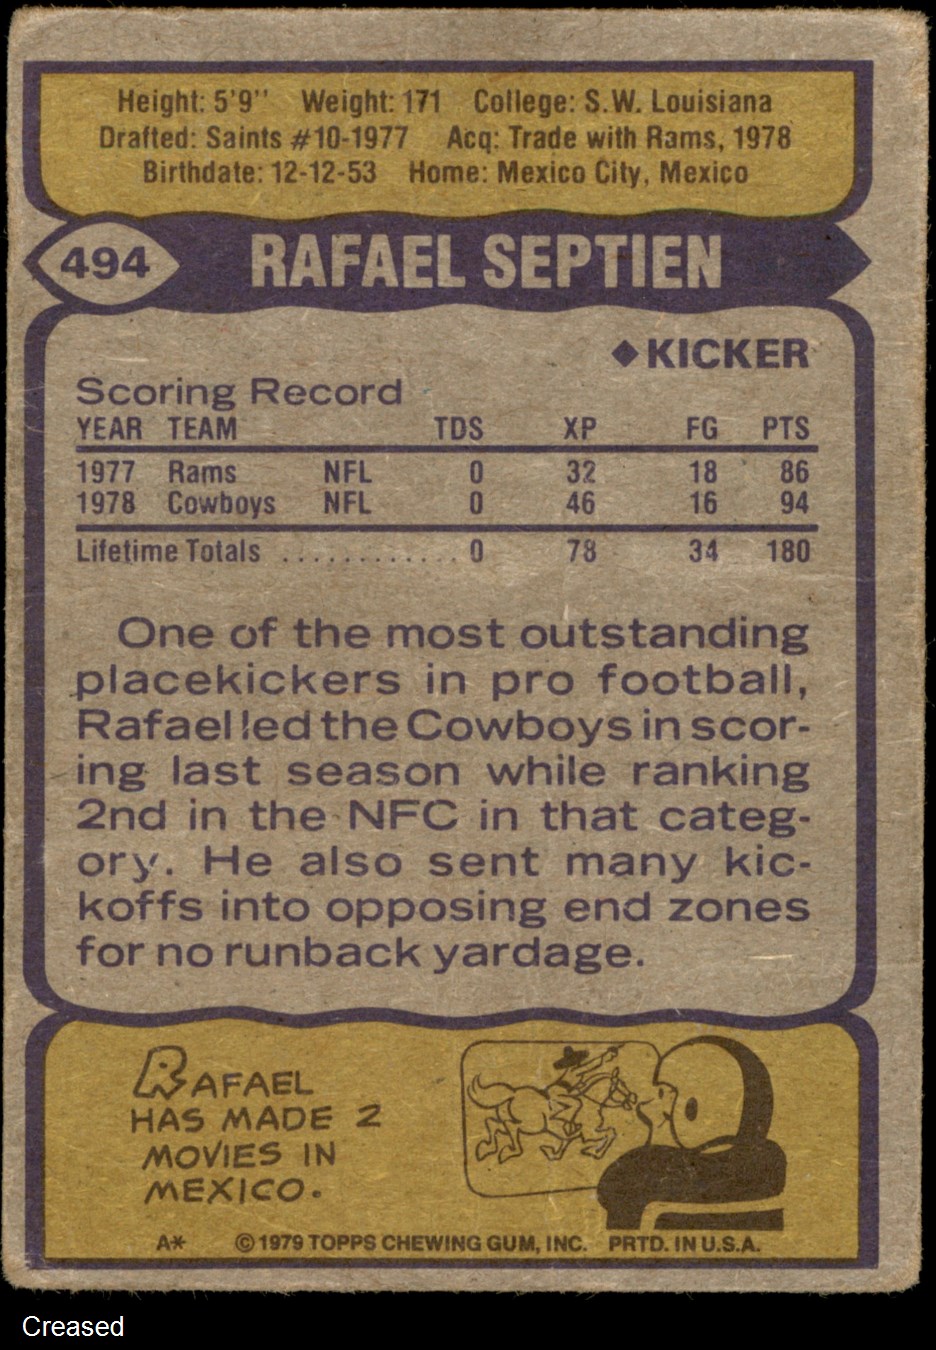 Height: 5'9" Weight: 171 College: S.W. Louisiana
Drafted: Saints #10-1977 Acq: Trade with Rams, 1978
Birthdate: 12-12-53 Home: Mexico City, Mexico
494 RAFAEL SEPTIEN
◆ KICKER
Scoring Record
YEAR TEAM TDS XP FG PTS
1977 Rams NFL 0 32 18 86
1978 Cowboys NFL 0 46 16 94
Lifetime Totals ............ 0 78 34 180
One of the most outstanding
placekickers in pro football,
Rafael led the Cowboys in scor-
ing last season while ranking
2nd in the NFC in that categ-
ory. He also sent many kic-
koffs into opposing end zones
for no runback yardage.
RAFAEL
HAS MADE 2
MOVIES IN
MEXICO.
A* © 1979 TOPPS CHEWING GUM, INC. PRTD. IN U.S.A.
Creased